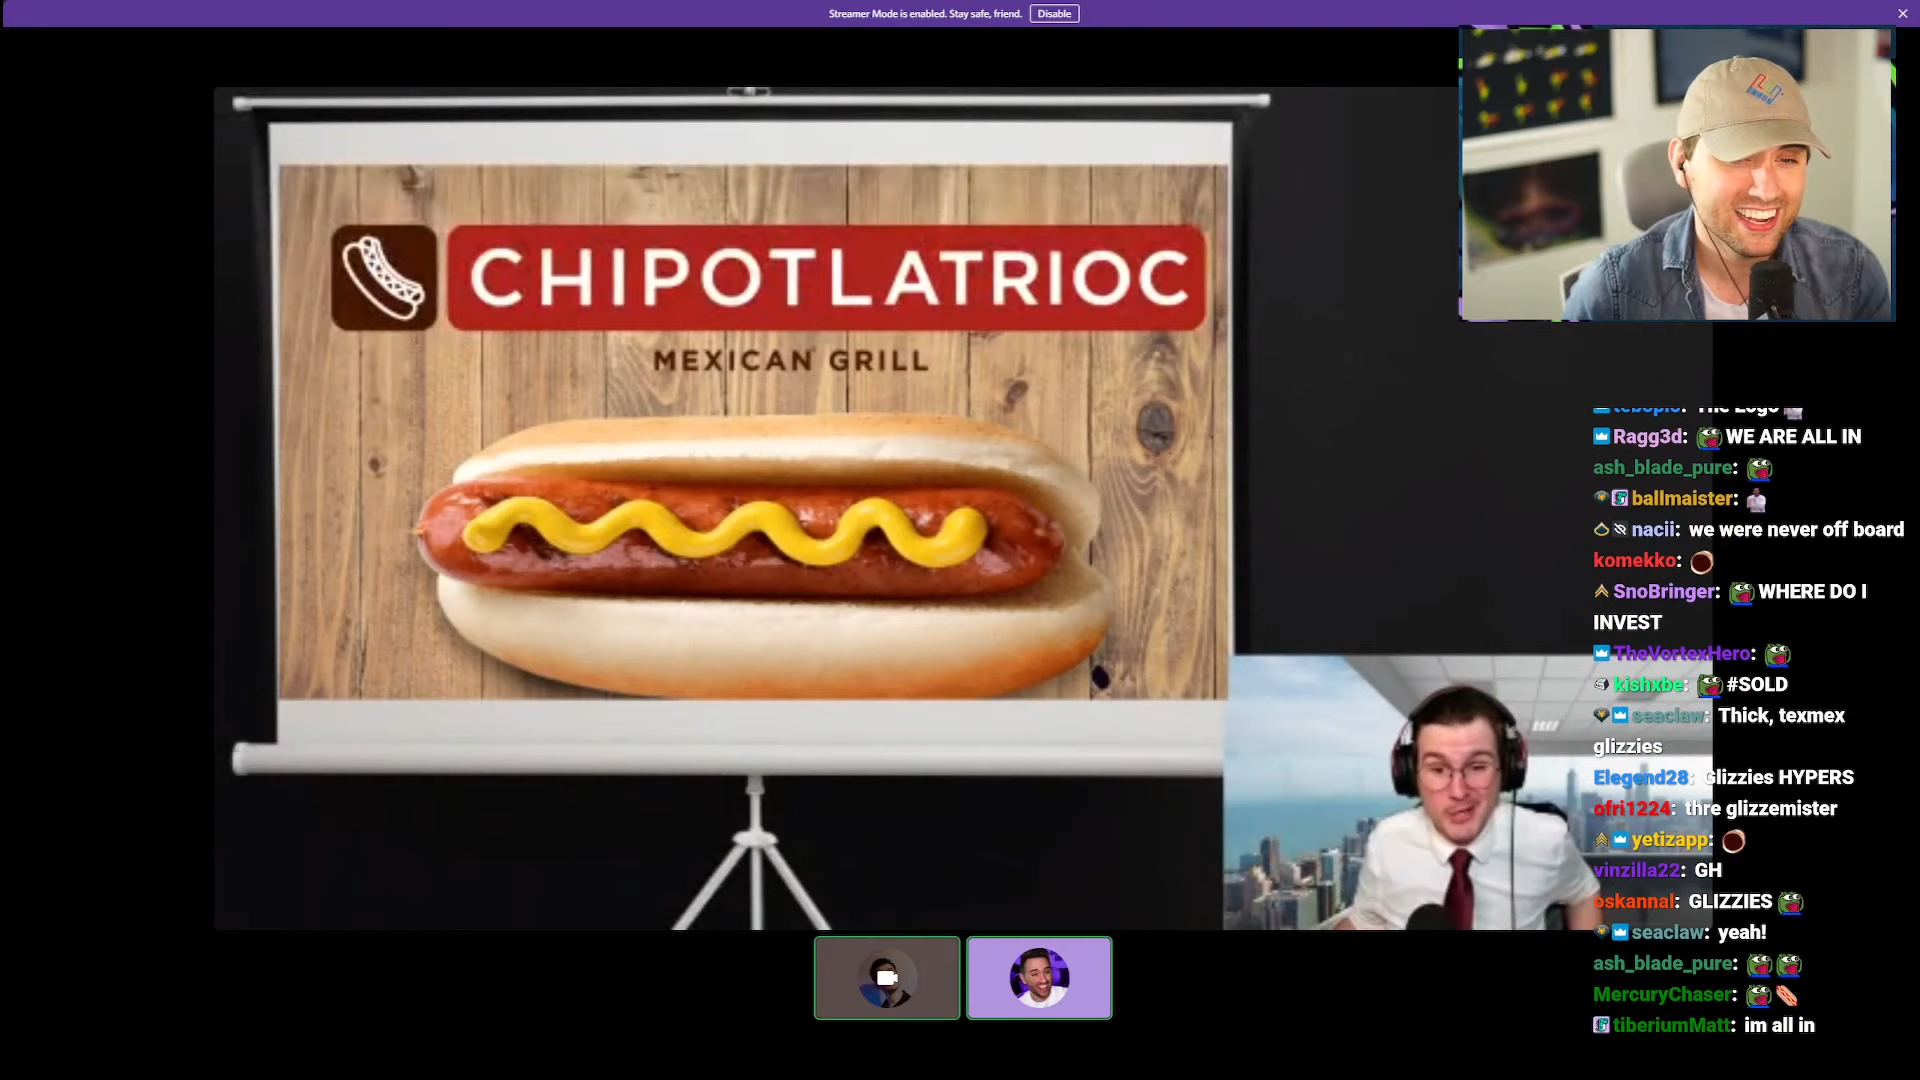 Streamer Mode is enabled. Stay safe, friend. Disable
CHIPOTLATRIOC
MEXICAN GRILL
Ragg3d: WE ARE ALL IN
ash_blade_pure:
ballmaister:
nacii: we were never off board
komekko:
SnoBringer: WHERE DO I
INVEST
TheVortexHero:
kishxbe: #SOLD
seaclaw: Thick, texmex
glizzies
Elegend28: Glizzies HYPERS
ofri1224: thre glizzemister
yetizapp:
vinzilla22: GH
oskannal: GLIZZIES
seaclaw: yeah!
ash_blade_pure:
MercuryChaser:
tiberiumMatt: im all in